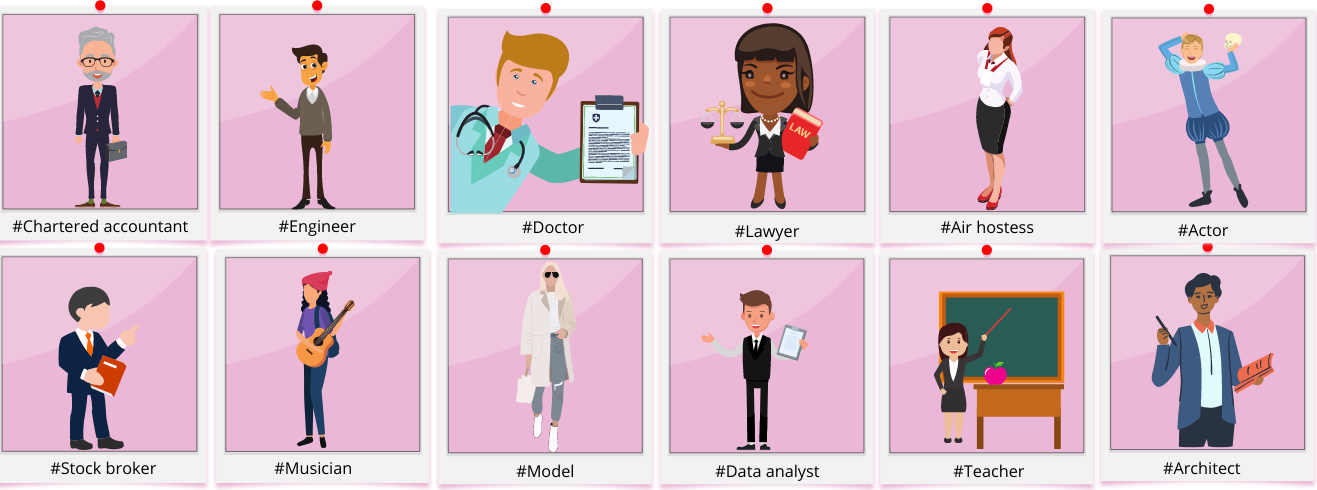 #Chartered accountant
#Engineer
#Doctor
LAW
#Lawyer
#Air hostess
#Actor
#Stock broker
#Musician
#Model
#Data analyst
#Teacher
#Architect